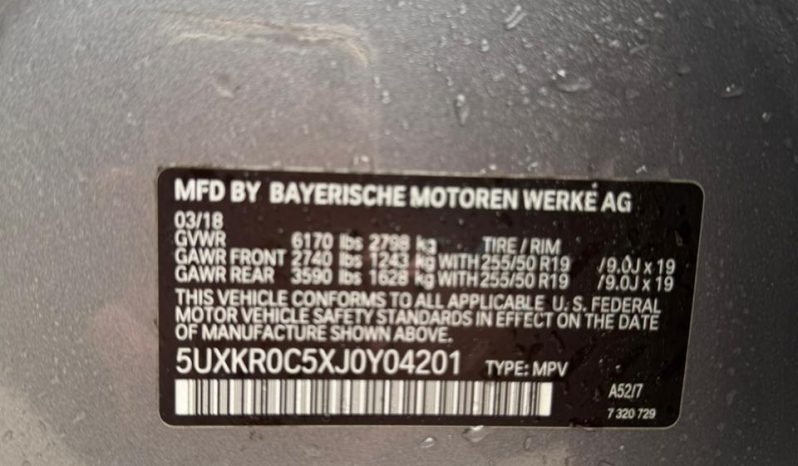 MFD BY BAYERISCHE MOTOREN WERKE AG
03/18
GVWR 6170 lbs 2798 kg TIRE / RIM
GAWR FRONT 2740 lbs 1243 kg WITH 255/50 R19 /9.0J x 19
GAWR REAR 3590 lbs 1628 kg WITH 255/50 R19 /9.0J x 19
THIS VEHICLE CONFORMS TO ALL APPLICABLE U.S. FEDERAL
MOTOR VEHICLE SAFETY STANDARDS IN EFFECT ON THE DATE
OF MANUFACTURE SHOWN ABOVE.
5UXKR0C5XJ0Y04201 TYPE: MPV
A52/7
7 320 729